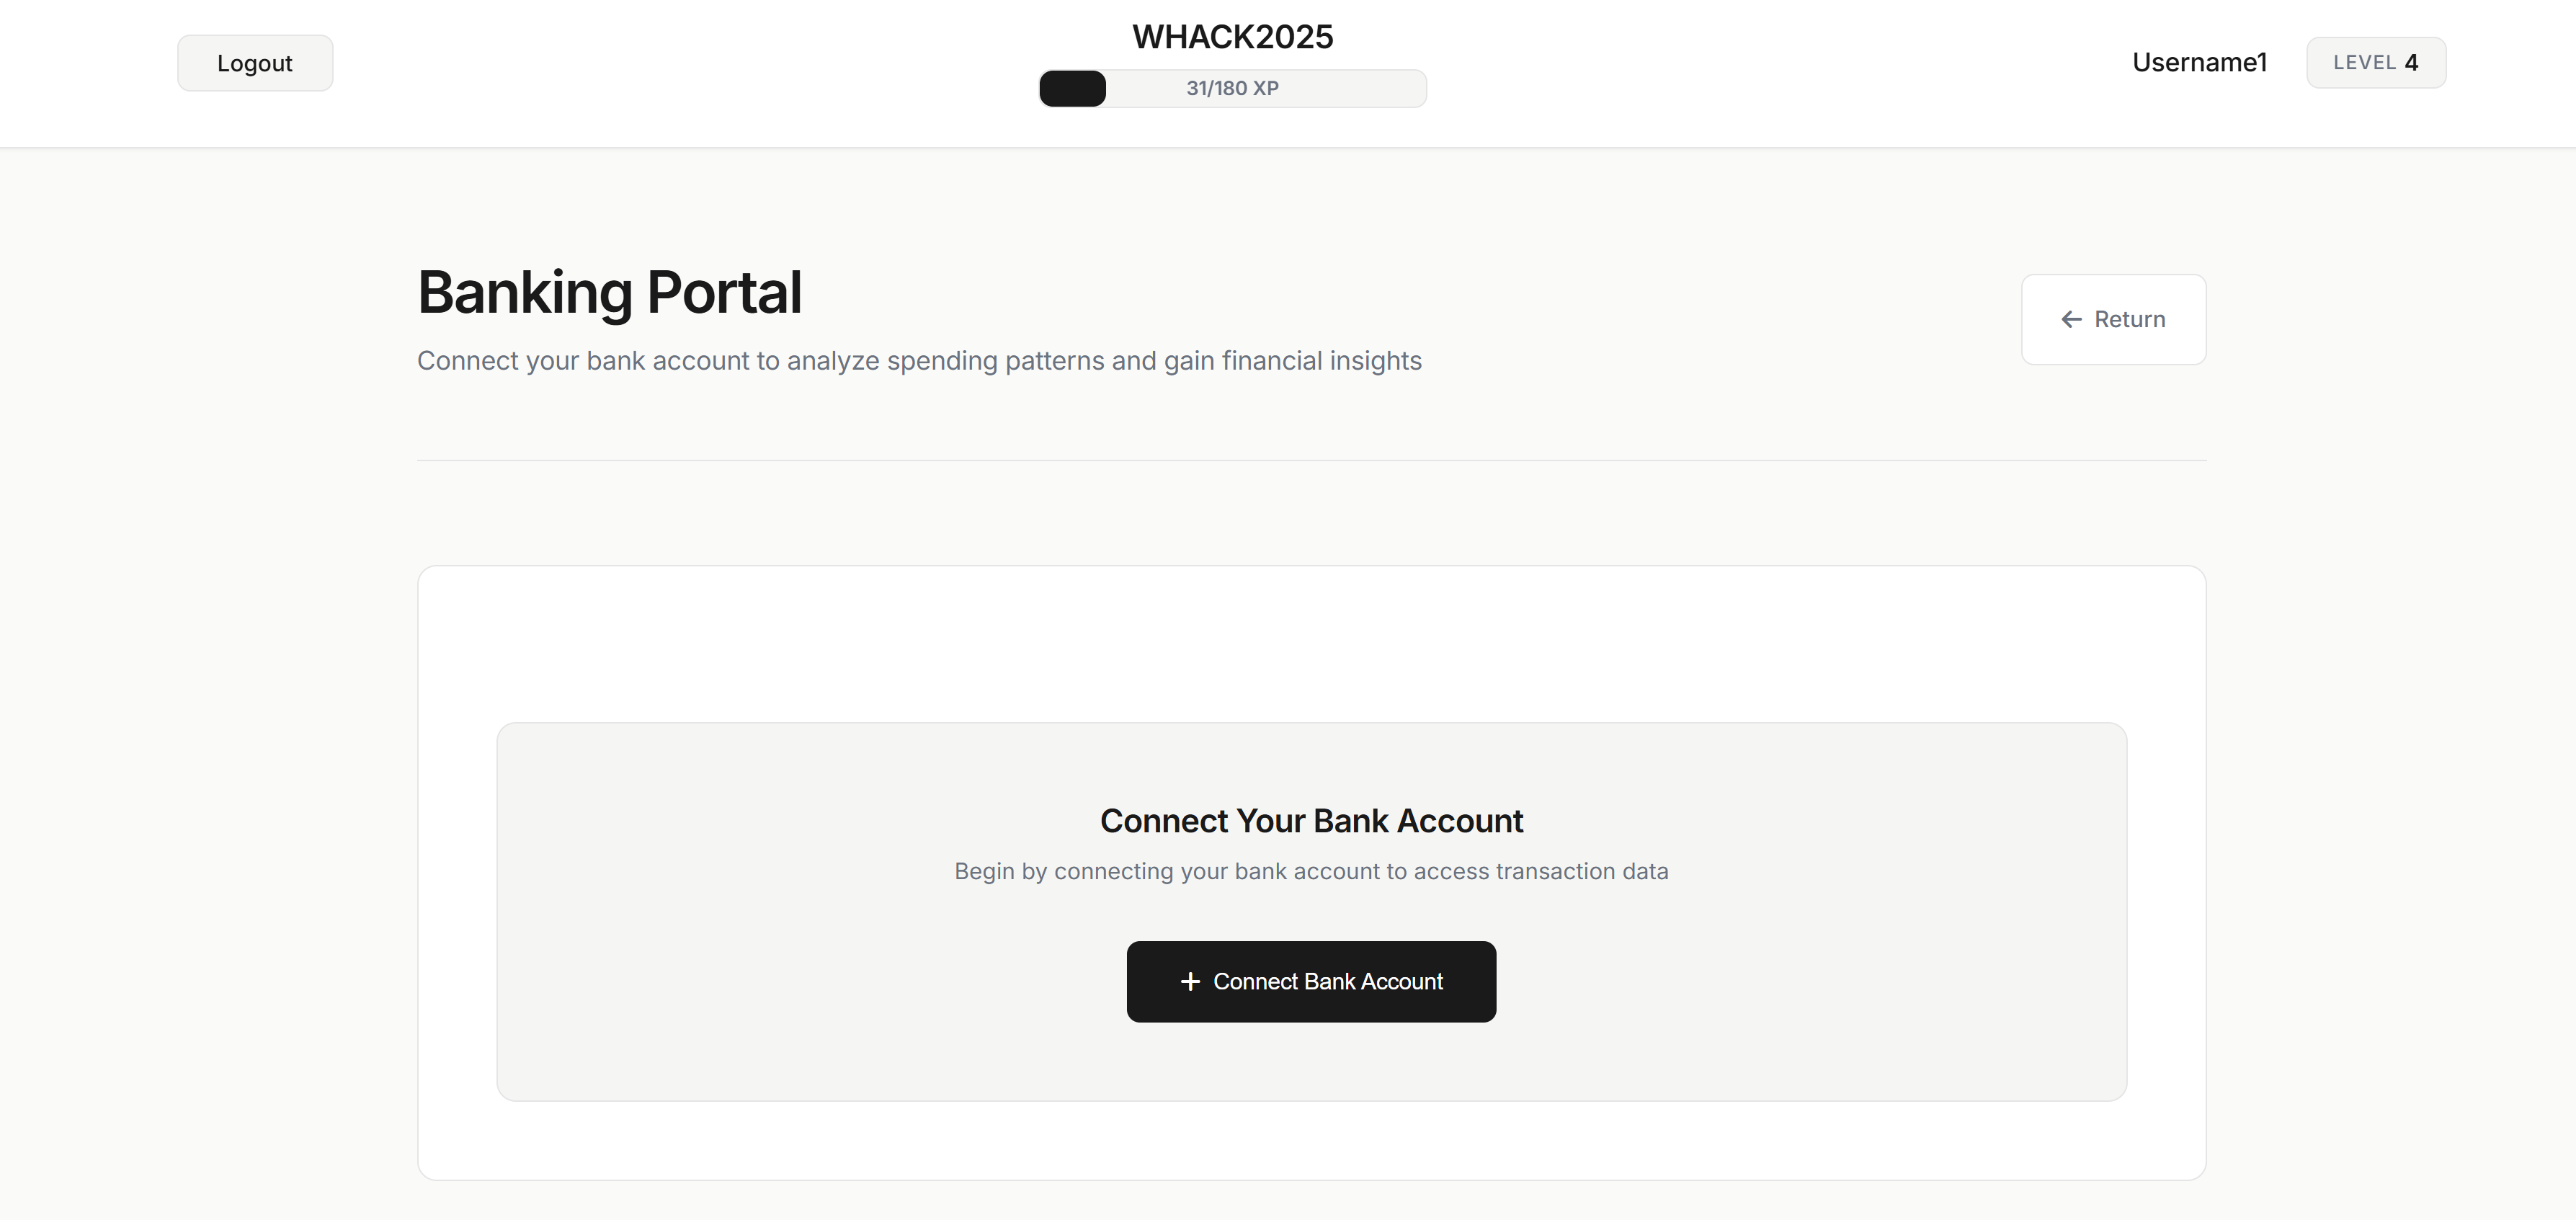 Logout
WHACK2025
31/180 XP
Username1
LEVEL 4
Banking Portal
Connect your bank account to analyze spending patterns and gain financial insights
← Return
Connect Your Bank Account
Begin by connecting your bank account to access transaction data
+ Connect Bank Account